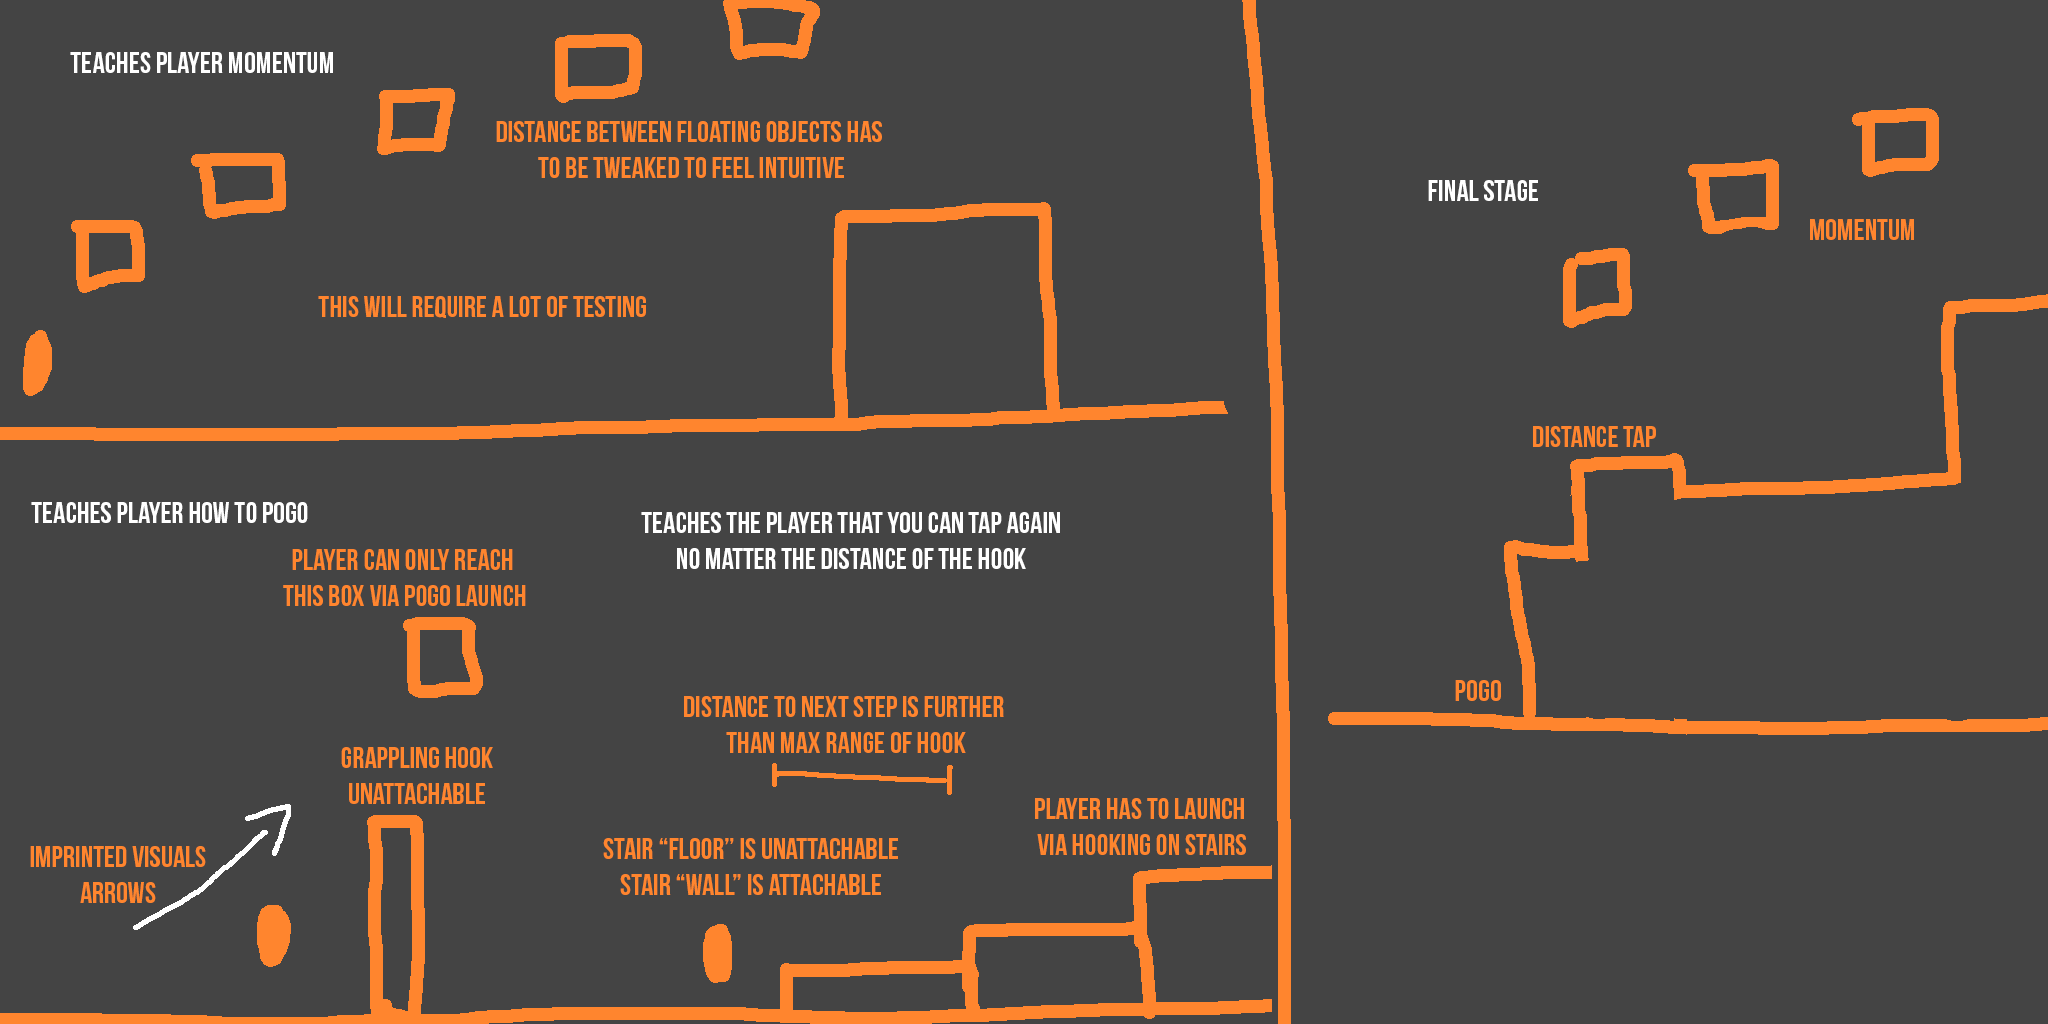 TEACHES PLAYER MOMENTUM
DISTANCE BETWEEN FLOATING OBJECTS HAS
TO BE TWEAKED TO FEEL INTUITIVE
THIS WILL REQUIRE A LOT OF TESTING
TEACHES PLAYER HOW TO POGO
PLAYER CAN ONLY REACH
THIS BOX VIA POGO LAUNCH
GRAPPLING HOOK
UNATTACHABLE
IMPRINTED VISUALS
ARROWS
TEACHES THE PLAYER THAT YOU CAN TAP AGAIN
NO MATTER THE DISTANCE OF THE HOOK
DISTANCE TO NEXT STEP IS FURTHER
THAN MAX RANGE OF HOOK
STAIR “FLOOR” IS UNATTACHABLE
STAIR “WALL” IS ATTACHABLE
PLAYER HAS TO LAUNCH
VIA HOOKING ON STAIRS
FINAL STAGE
MOMENTUM
DISTANCE TAP
POGO